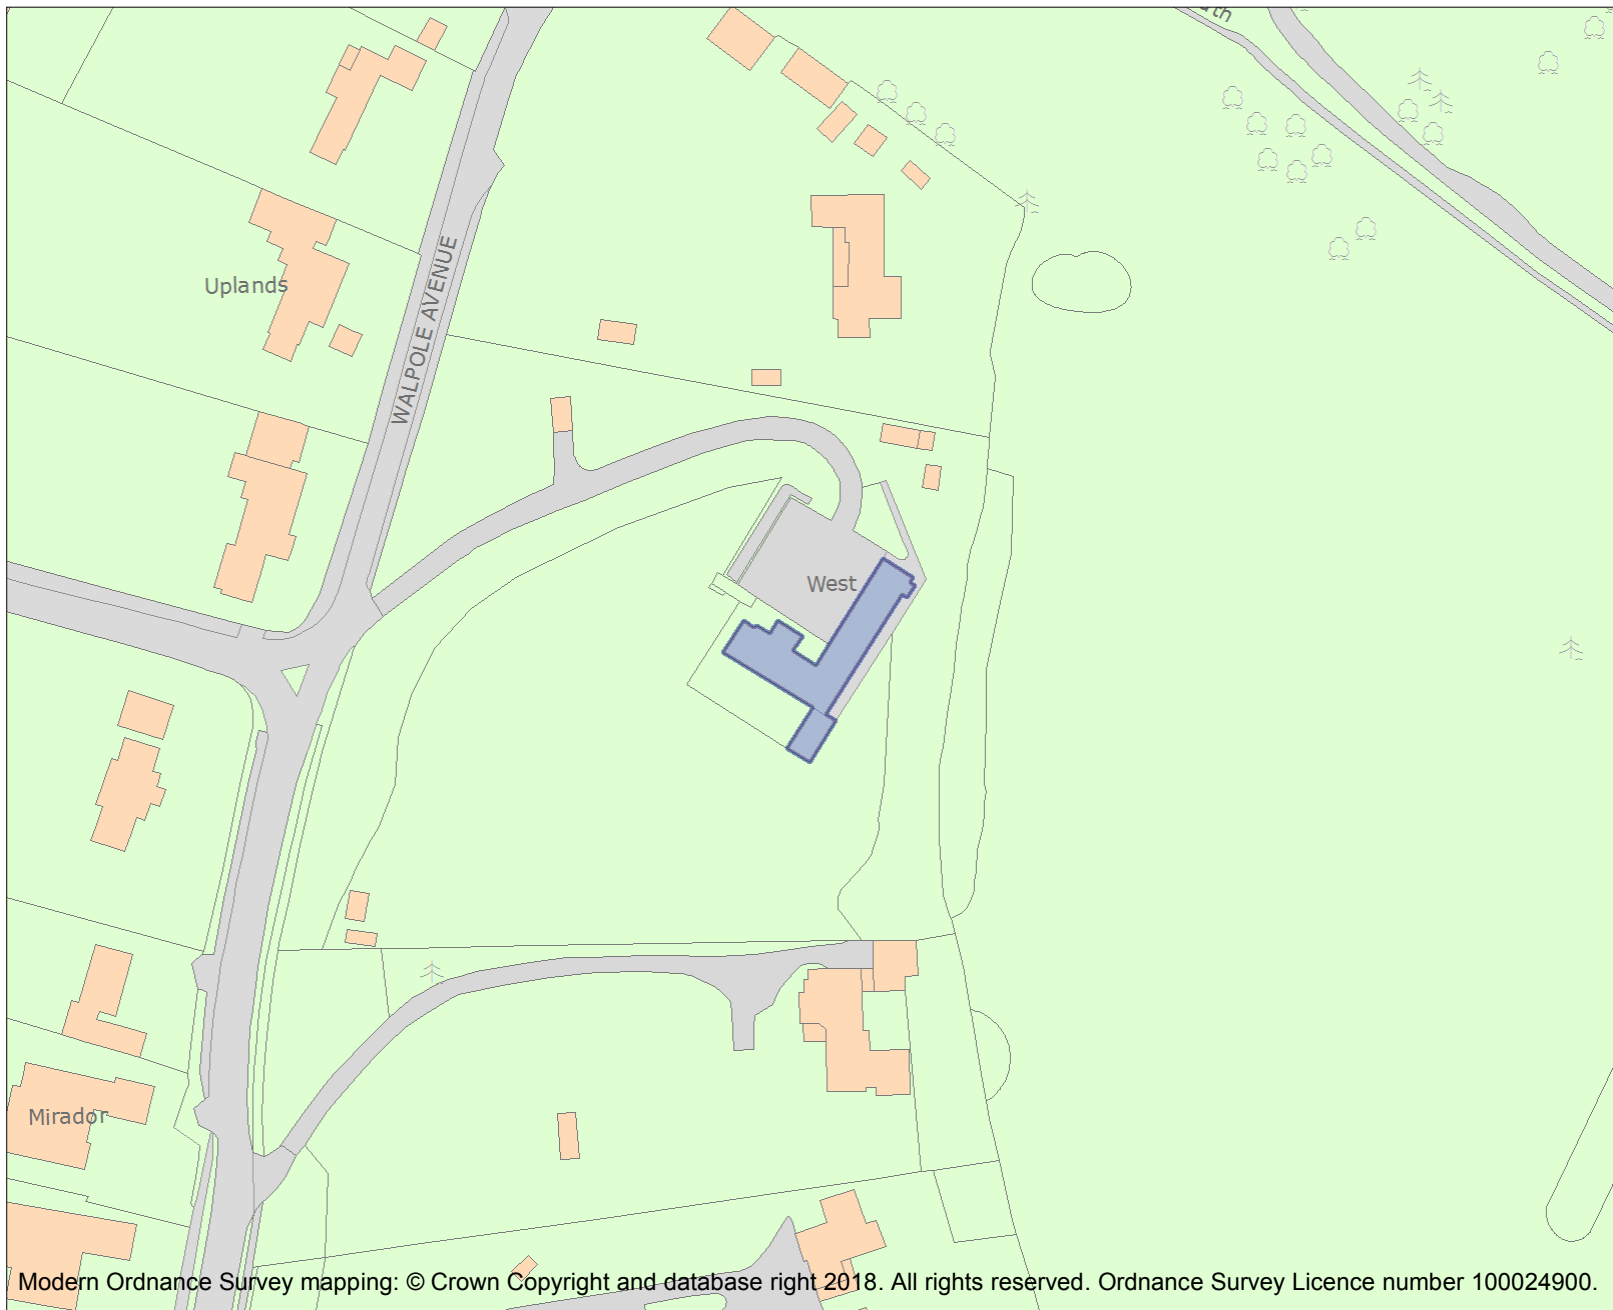 Uplands
WALPOLE AVENUE
West
Mirador
Modern Ordnance Survey mapping: © Crown Copyright and database right 2018. All rights reserved. Ordnance Survey Licence number 100024900.